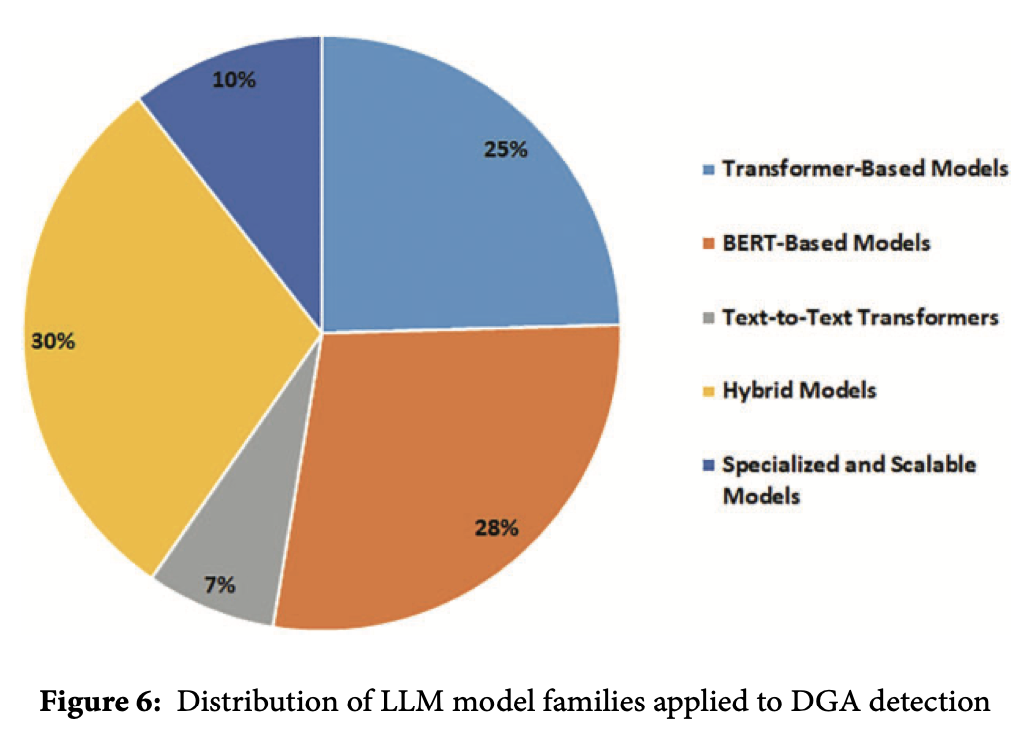 10%
25%
30%
28%
7%
Transformer-Based Models
BERT-Based Models
Text-to-Text Transformers
Hybrid Models
Specialized and Scalable
Models
Figure 6: Distribution of LLM model families applied to DGA detection